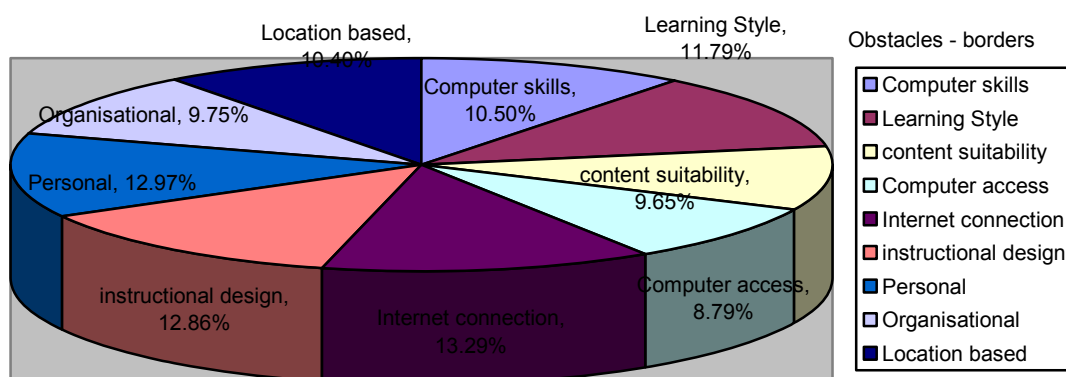 Location based,
10.40%
Learning Style,
11.79%
Computer skills,
10.50%
Organisational, 9.75%
Personal, 12.97%
content suitability,
9.65%
instructional design,
12.86%
Internet connection,
13.29%
Computer access,
8.79%
Obstacles - borders
Computer skills
Learning Style
content suitability
Computer access
Internet connection
instructional design
Personal
Organisational
Location based